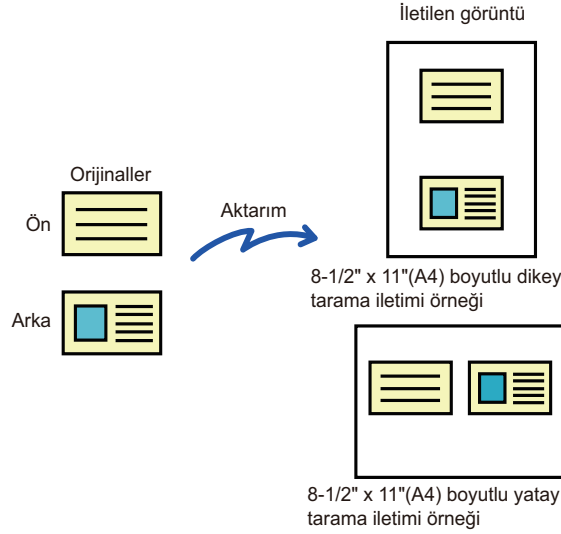 İletilen görüntü
Orijinaller
Ön
Aktarım
Arka
8-1/2" x 11"(A4) boyutlu dikey
tarama iletimi örneği
8-1/2" x 11"(A4) boyutlu yatay
tarama iletimi örneği